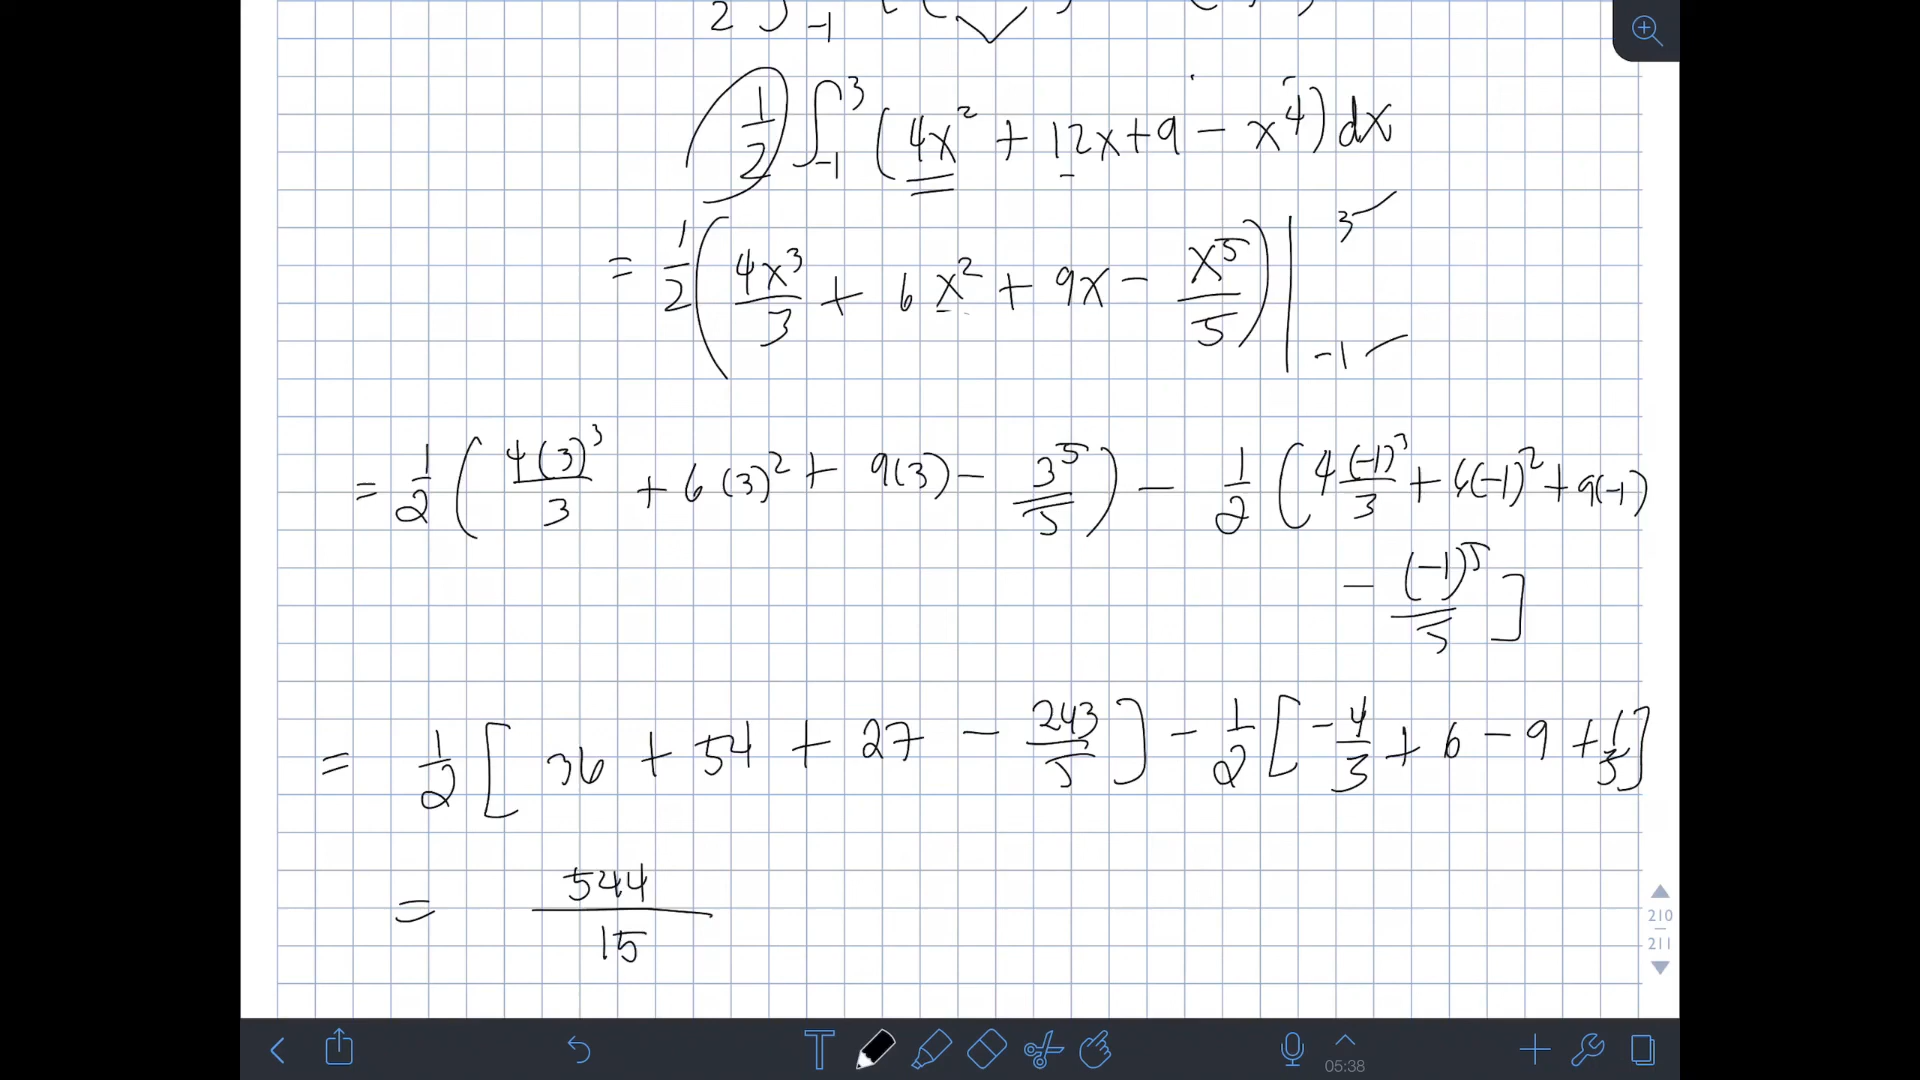 2 ∫ -1
1/2 ∫_{-1}^{3} (4x² + 12x + 9 - x⁴) dx
= 1/2 ( 4x³/3 + 6x² + 9x - x⁵/5 ) |_{-1}^{3}
= 1/2 ( 4(3)³/3 + 6(3)² + 9(3) - 3⁵/5 ) - 1/2 ( 4(-1)³/3 + 6(-1)² + 9(-1)
- (-1)⁵/5 ]
= 1/2 [ 36 + 54 + 27 - 243/5 ] - 1/2 [ -4/3 + 6 - 9 + 1/5 ]
= 544/15
210
211
T
05:38